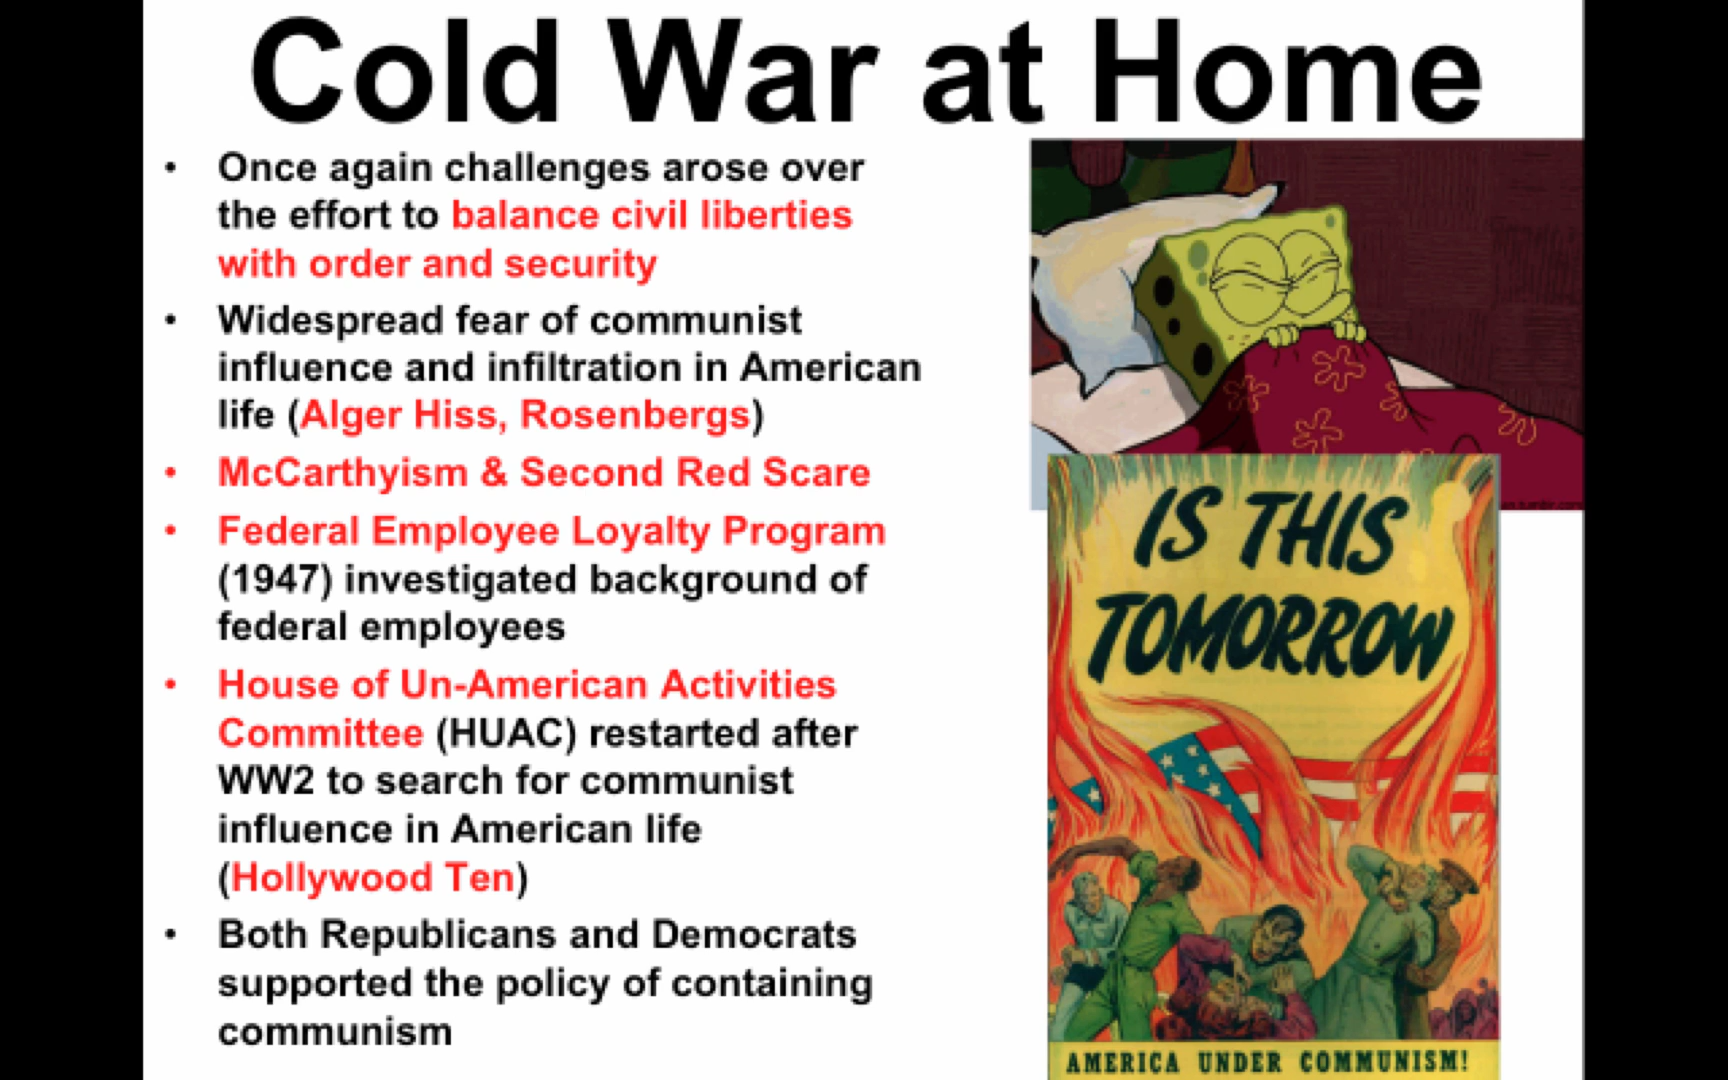 Cold War at Home
• Once again challenges arose over
the effort to balance civil liberties
with order and security
• Widespread fear of communist
influence and infiltration in American
life (Alger Hiss, Rosenbergs)
• McCarthyism & Second Red Scare
• Federal Employee Loyalty Program
(1947) investigated background of
federal employees
• House of Un-American Activities
Committee (HUAC) restarted after
WW2 to search for communist
influence in American life
(Hollywood Ten)
• Both Republicans and Democrats
supported the policy of containing
communism
IS THIS
TOMORROW
AMERICA UNDER COMMUNISM!